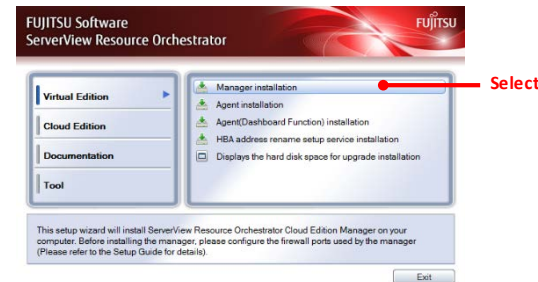 FUJITSU Software
ServerView Resource Orchestrator
FUJITSU
Virtual Edition
Cloud Edition
Documentation
Tool
Manager installation
Agent installation
Agent(Dashboard Function) installation
HBA address rename setup service installation
Displays the hard disk space for upgrade installation
Select
This setup wizard will install ServerView Resource Orchestrator Cloud Edition Manager on your
computer. Before installing the manager, please configure the firewall ports used by the manager
(Please refer to the Setup Guide for details).
Exit